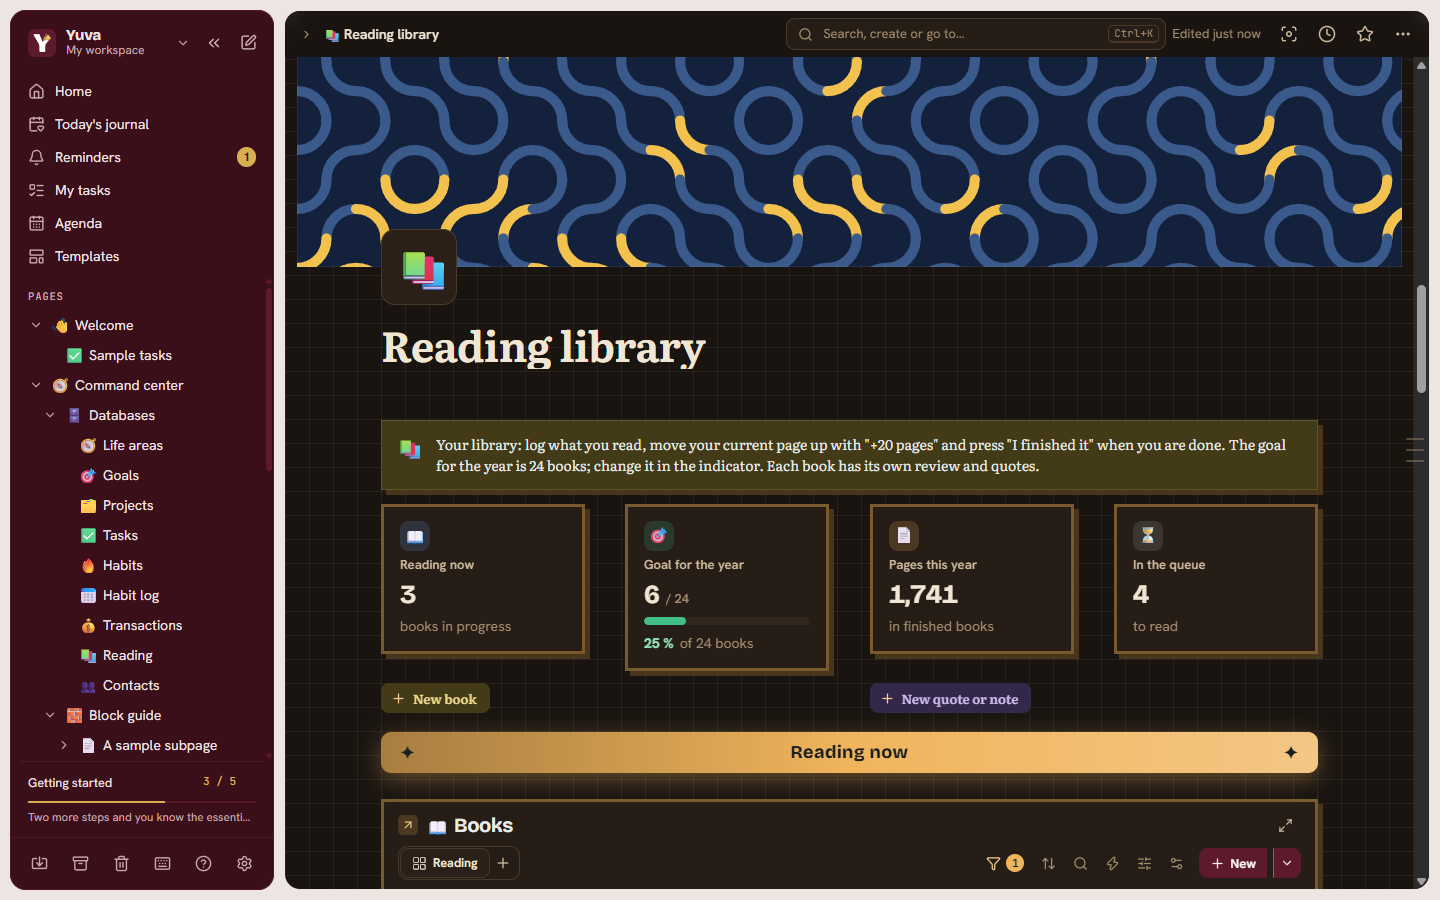 Yuva
My workspace
Home
Today's journal
Reminders
1
My tasks
Agenda
Templates
PAGES
Welcome
Sample tasks
Command center
Databases
Life areas
Goals
Projects
Tasks
Habits
Habit log
Transactions
Reading
Contacts
Block guide
A sample subpage
Getting started
3 / 5
Two more steps and you know the essenti...
Reading library
Search, create or go to...
Ctrl+K
Edited just now
Reading library
Your library: log what you read, move your current page up with "+20 pages" and press "I finished it" when you are done. The goal
for the year is 24 books; change it in the indicator. Each book has its own review and quotes.
Reading now
3
books in progress
Goal for the year
6 / 24
25 % of 24 books
Pages this year
1,741
in finished books
In the queue
4
to read
+ New book
+ New quote or note
Reading now
Books
Reading
1
+ New